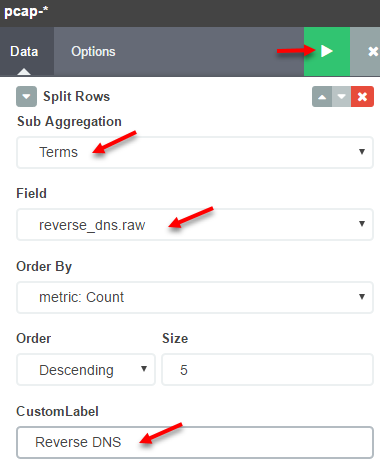 pcap-*
Data Options
Split Rows
Sub Aggregation
Terms
Field
reverse_dns.raw
Order By
metric: Count
Order Size
Descending 5
CustomLabel
Reverse DNS